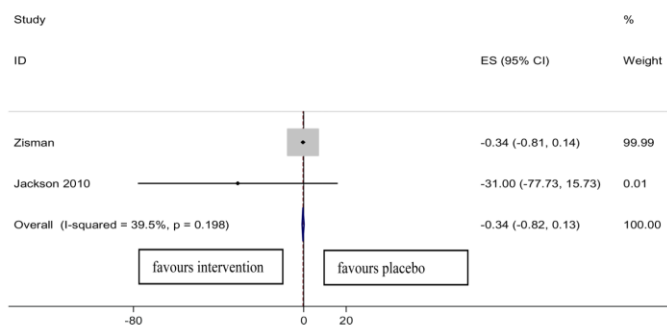 Study %
ID ES (95% CI) Weight
Zisman -0.34 (-0.81, 0.14) 99.99
Jackson 2010 -31.00 (-77.73, 15.73) 0.01
Overall (I-squared = 39.5%, p = 0.198) -0.34 (-0.82, 0.13) 100.00
favours intervention favours placebo
-80 0 20